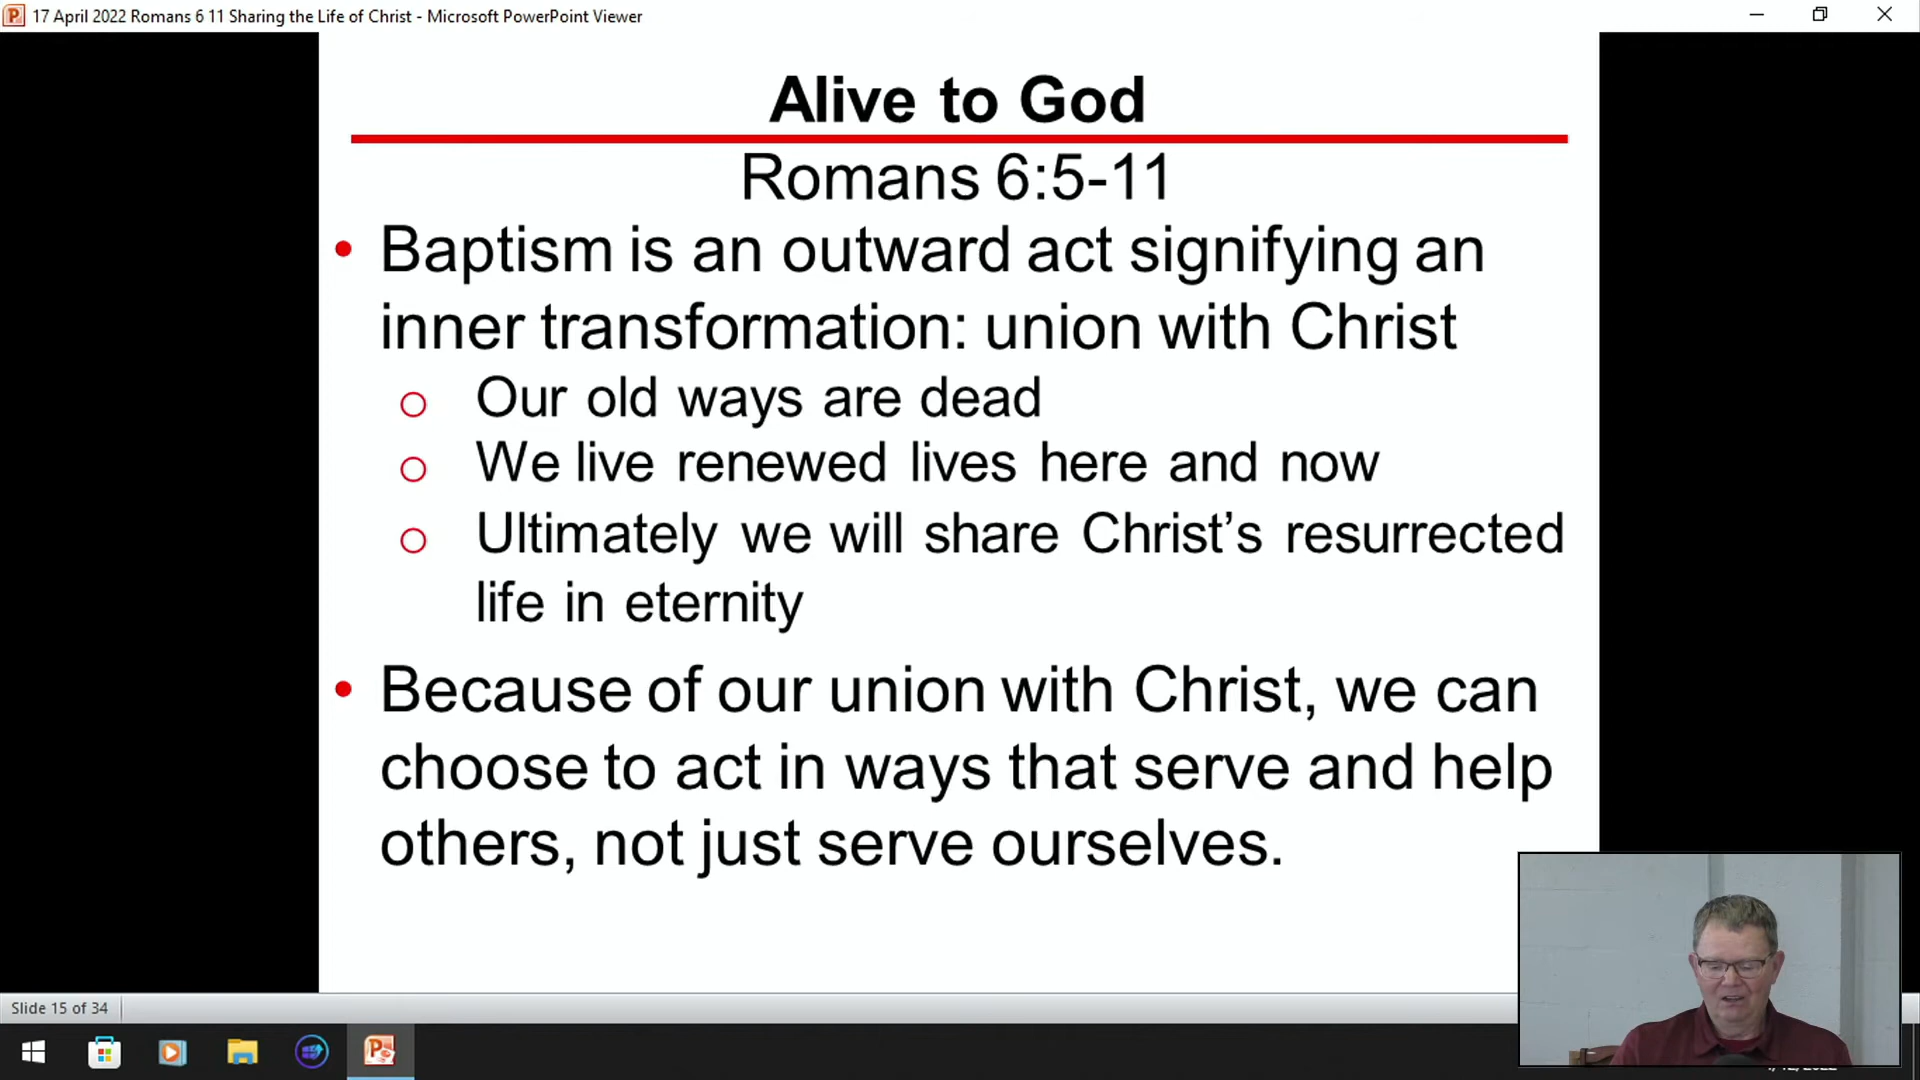 17 April 2022 Romans 6 11 Sharing the Life of Christ - Microsoft PowerPoint Viewer
Alive to God
Romans 6:5-11
• Baptism is an outward act signifying an
inner transformation: union with Christ
o Our old ways are dead
o We live renewed lives here and now
o Ultimately we will share Christ’s resurrected
life in eternity
• Because of our union with Christ, we can
choose to act in ways that serve and help
others, not just serve ourselves.
Slide 15 of 34